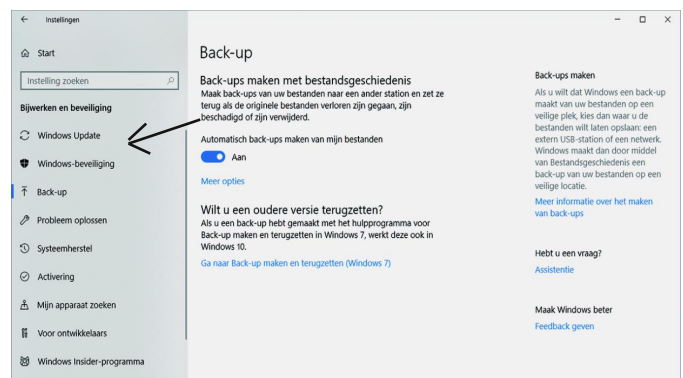 Instellingen
Start
Instelling zoeken
Bijwerken en beveiliging
Windows Update
Windows-beveiliging
Back-up
Probleem oplossen
Systeemherstel
Activering
Mijn apparaat zoeken
Voor ontwikkelaars
Windows Insider-programma
Back-up
Back-ups maken met bestandsgeschiedenis
Maak back-ups van uw bestanden naar een ander station en zet ze
terug als de originele bestanden verloren zijn gegaan, zijn
beschadigd of zijn verwijderd.
Automatisch back-ups maken van mijn bestanden
Aan
Meer opties
Wilt u een oudere versie terugzetten?
Als u een back-up hebt gemaakt met het hulpprogramma voor
Back-up maken en terugzetten in Windows 7, werkt deze ook in
Windows 10.
Ga naar Back-up maken en terugzetten (Windows 7)
Back-ups maken
Als u wilt dat Windows een back-up
maakt van uw bestanden op een
veilige plek, kies dan waar u de
bestanden wilt laten opslaan: een
extern USB-station of een netwerk.
Windows maakt dan door middel
van Bestandsgeschiedenis een
back-up van uw bestanden op een
veilige locatie.
Meer informatie over het maken
van back-ups
Hebt u een vraag?
Assistentie
Maak Windows beter
Feedback geven